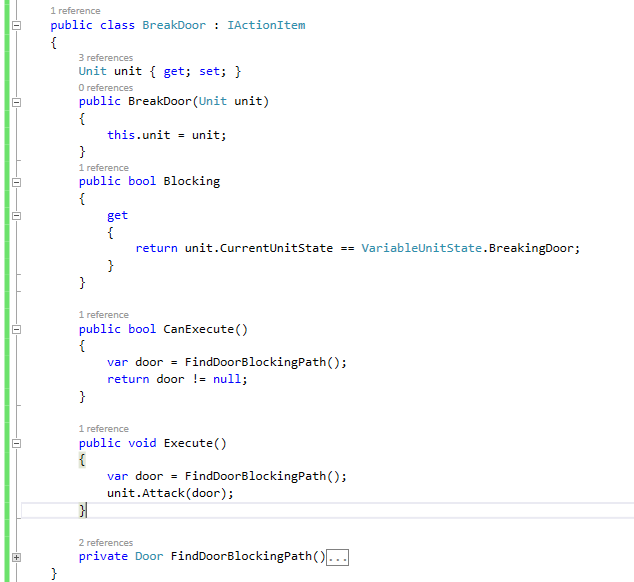 1 reference
public class BreakDoor : IActionItem
{
3 references
Unit unit { get; set; }
0 references
public BreakDoor(Unit unit)
{
this.unit = unit;
}
1 reference
public bool Blocking
{
get
{
return unit.CurrentUnitState == VariableUnitState.BreakingDoor;
}
}
1 reference
public bool CanExecute()
{
var door = FindDoorBlockingPath();
return door != null;
}
1 reference
public void Execute()
{
var door = FindDoorBlockingPath();
unit.Attack(door);
}
2 references
private Door FindDoorBlockingPath()...
}